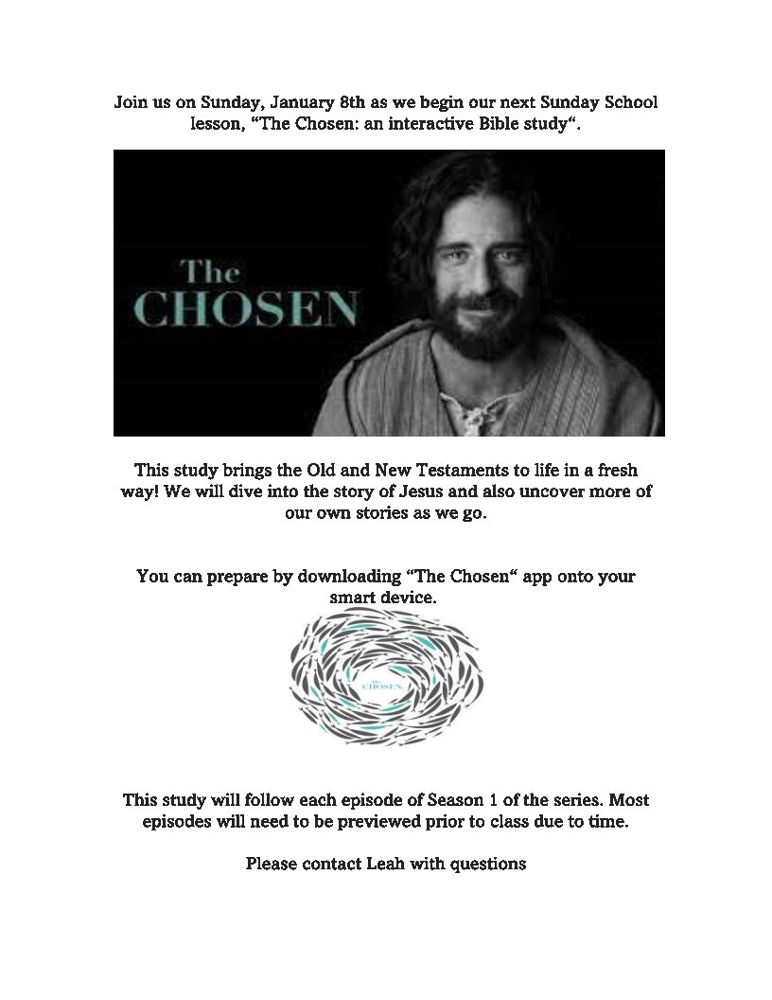 Join us on Sunday, January 8th as we begin our next Sunday School
lesson, “The Chosen: an interactive Bible study“.
The
CHOSEN
This study brings the Old and New Testaments to life in a fresh
way! We will dive into the story of Jesus and also uncover more of
our own stories as we go.
You can prepare by downloading “The Chosen“ app onto your
smart device.
The
CHOSEN
This study will follow each episode of Season 1 of the series. Most
episodes will need to be previewed prior to class due to time.
Please contact Leah with questions